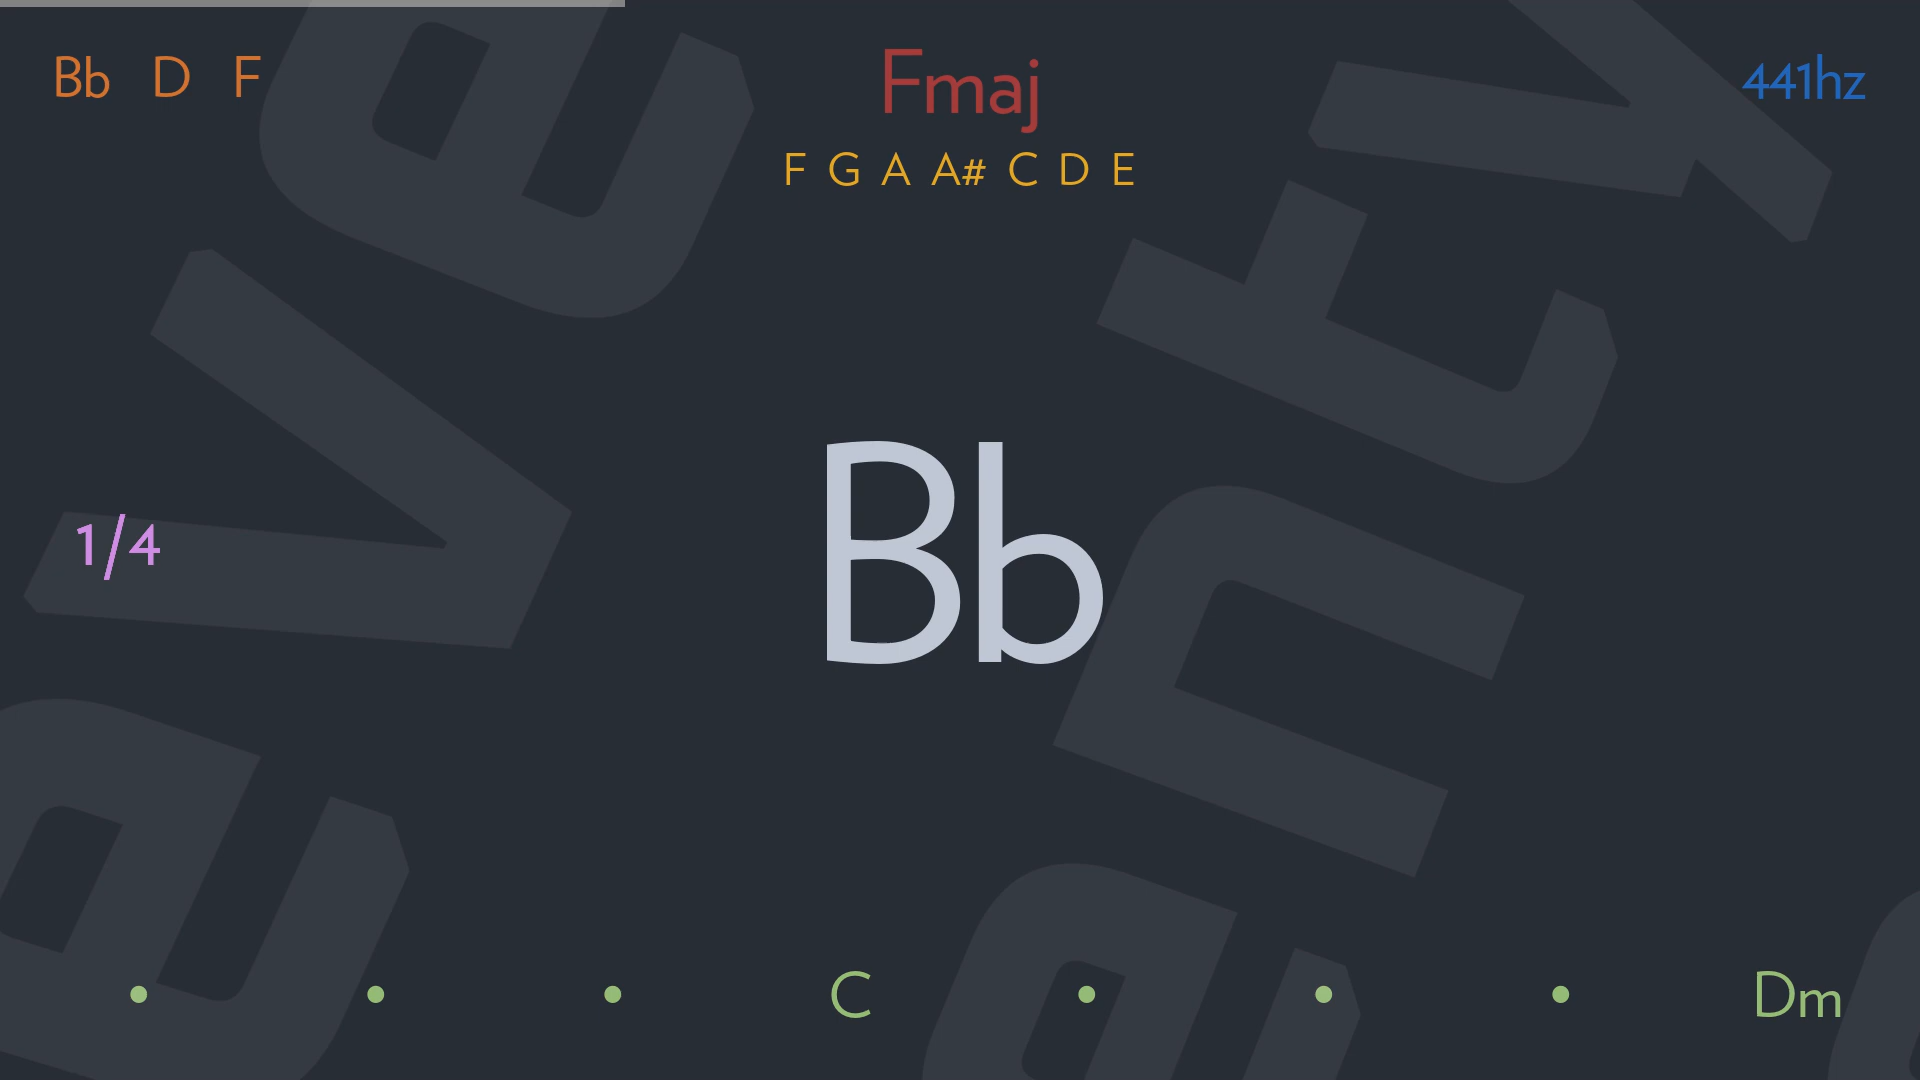 Bb D F
Fmaj
441hz
F G A A# C D E
Bb
1/4
• • • C • • • Dm